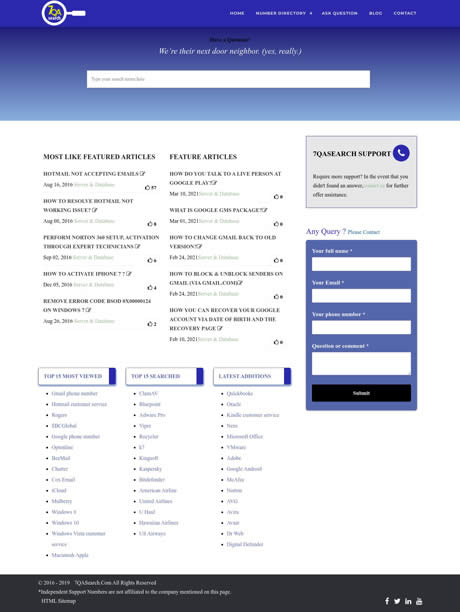 7QA
search
HOME NUMBER DIRECTORY ASK QUESTION BLOG CONTACT
Have a Question?
We're their next door neighbor. (yes, really.)
Type your search terms here
MOST LIKE FEATURED ARTICLES
HOTMAIL NOT ACCEPTING EMAILS
Aug 16, 2016 Server & Database
57
HOW TO RESOLVE HOTMAIL
NOT WORKING ISSUE?
Aug 08, 2016 Server & Database
8
PERFORM NORTON 360 SETUP, ACTIVATION
THROUGH EXPERT TECHNICIANS
Sep 02, 2016 Server & Database
6
HOW TO ACTIVATE IPHONE 7 ?
Dec 05, 2016 Server & Database
4
REMOVE ERROR CODE BSOD 0X00000124
ON WINDOWS 7
Aug 26, 2016 Server & Database
2
FEATURE ARTICLES
HOW DO YOU TALK TO A LIVE PERSON AT
GOOGLE PLAY?
Mar 10, 2021 Server & Database
0
WHAT IS GOOGLE GMS PACKAGE?
Mar 01, 2021 Server & Database
0
HOW TO CHANGE GMAIL BACK TO OLD
VERSION?
Feb 24, 2021 Server & Database
0
HOW TO BLOCK & UNBLOCK SENDERS ON
GMAIL (VIA GMAIL.COM)
Feb 24, 2021 Server & Database
0
HOW YOU CAN RECOVER YOUR GOOGLE
ACCOUNT VIA DATE OF BIRTH AND THE
RECOVERY PAGE
Feb 10, 2021 Server & Database
0
7QASEARCH SUPPORT
Require more support? In the event that you
didn't found an answer, contact us for further
offer assistance.
Any Query ? Please Contact
Your full name *
Your Email *
Your phone number *
Question or comment *
Submit
TOP 15 MOST VIEWED
Gmail phone number
Hotmail customer service
Rogers
SBCGlobal
Google phone number
Optonline
BeeMail
Charter
Cox Email
iCloud
Mulberry
Windows 8
Windows 10
Windows Vista customer
service
Macintosh Apple
TOP 15 SEARCHED
ClamAV
Bluepoint
Adware Pro
Vipre
Recycler
k7
Kingsoft
Kaspersky
Bitdefender
American Airline
United Airlines
U Haul
Hawaiian Airlines
US Airways
LATEST ADDITIONS
Quickbooks
Oracle
Kindle customer service
Nero
Microsoft Office
VMware
Adobe
Google Android
McAfee
Norton
AVG
Avira
Avast
Dr Web
Digital Defender
© 2016 - 2019 7QASearch.Com All Rights Reserved
*Independent Support Numbers are not affiliated to the company mentioned on this page.
HTML Sitemap